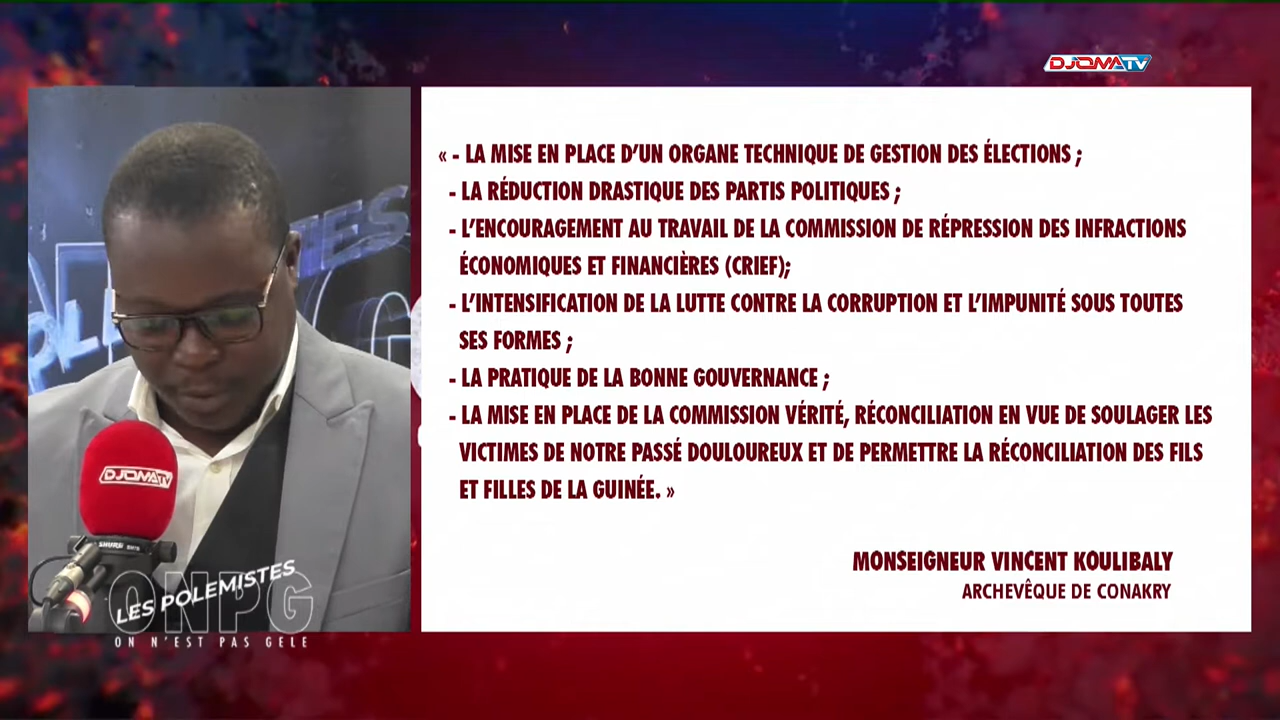 DJOMATV
« - LA MISE EN PLACE D'UN ORGANE TECHNIQUE DE GESTION DES ÉLECTIONS ;
- LA RÉDUCTION DRASTIQUE DES PARTIS POLITIQUES ;
- L'ENCOURAGEMENT AU TRAVAIL DE LA COMMISSION DE RÉPRESSION DES INFRACTIONS
ÉCONOMIQUES ET FINANCIÈRES (CRIEF);
- L'INTENSIFICATION DE LA LUTTE CONTRE LA CORRUPTION ET L'IMPUNITÉ SOUS TOUTES
SES FORMES ;
- LA PRATIQUE DE LA BONNE GOUVERNANCE ;
- LA MISE EN PLACE DE LA COMMISSION VÉRITÉ, RÉCONCILIATION EN VUE DE SOULAGER LES
VICTIMES DE NOTRE PASSÉ DOULOUREUX ET DE PERMETTRE LA RÉCONCILIATION DES FILS
ET FILLES DE LA GUINÉE. »
MONSEIGNEUR VINCENT KOULIBALY
ARCHEVÊQUE DE CONAKRY
DJOMATV
SHURE
ONPG
LES POLEMISTES
ON N'EST PAS GELE